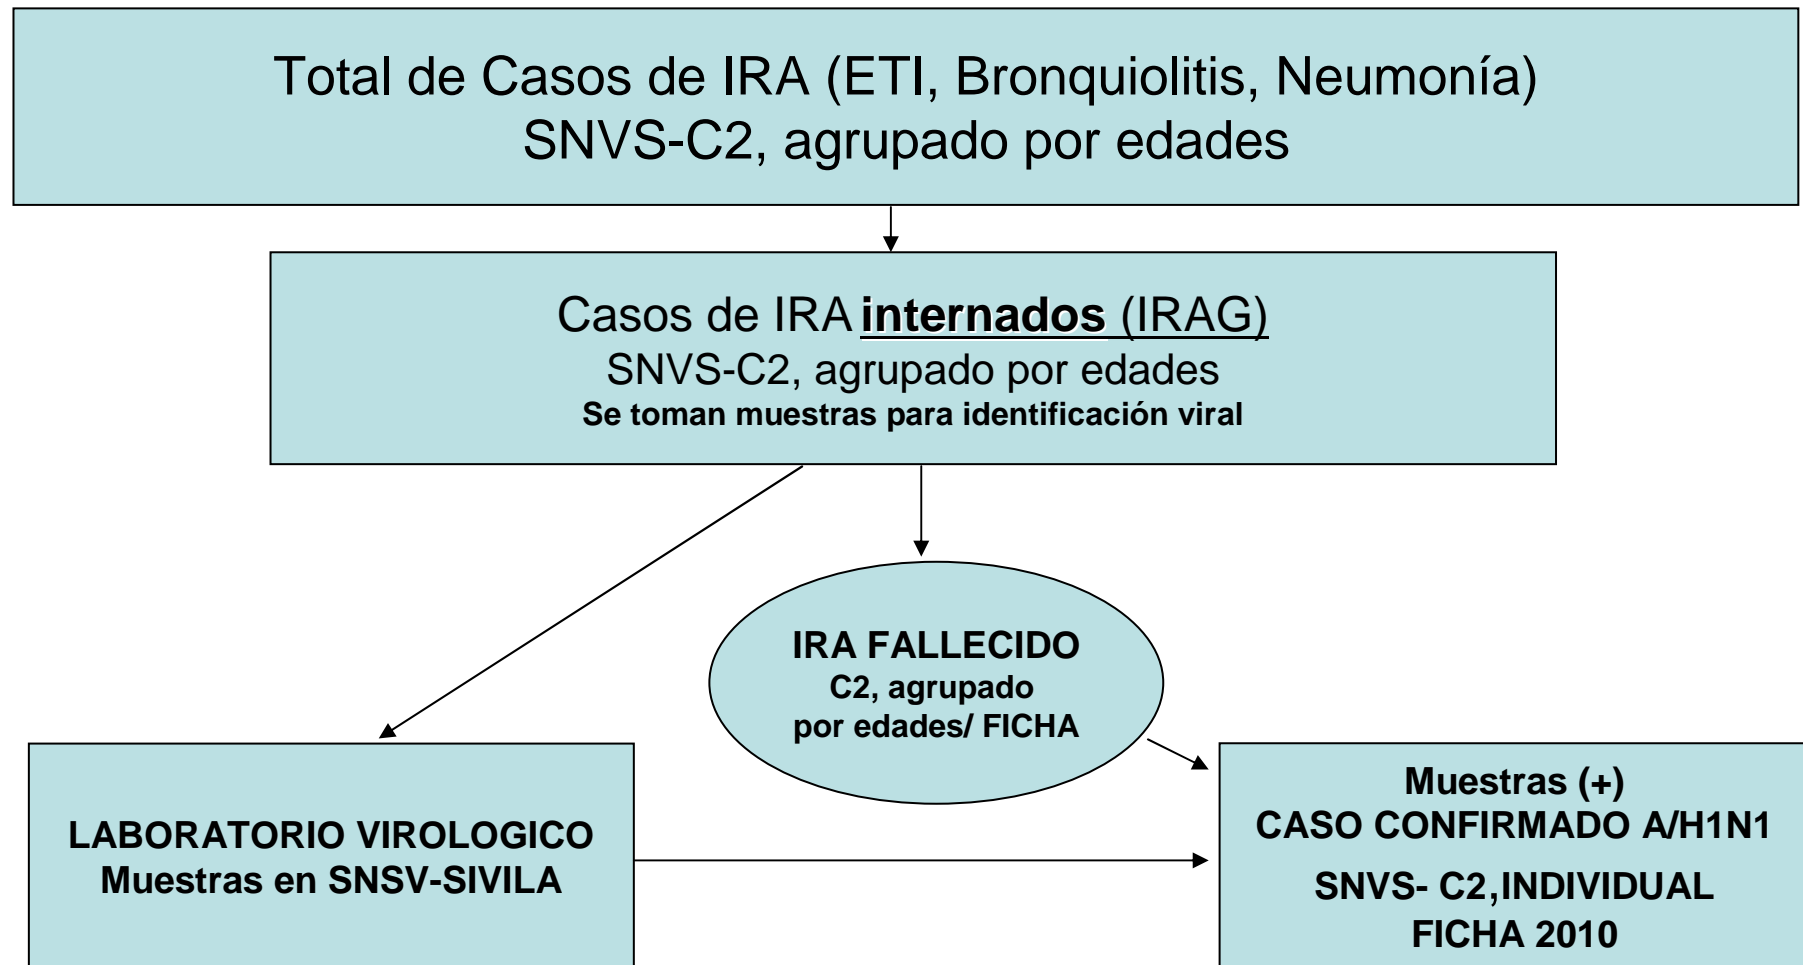 Total de Casos de IRA (ETI, Bronquiolitis, Neumonía)
SNVS-C2, agrupado por edades
Casos de IRA internados (IRAG)
SNVS-C2, agrupado por edades
Se toman muestras para identificación viral
IRA FALLECIDO
C2, agrupado
por edades/ FICHA
LABORATORIO VIROLOGICO
Muestras en SNSV-SIVILA
Muestras (+)
CASO CONFIRMADO A/H1N1
SNVS- C2,INDIVIDUAL
FICHA 2010